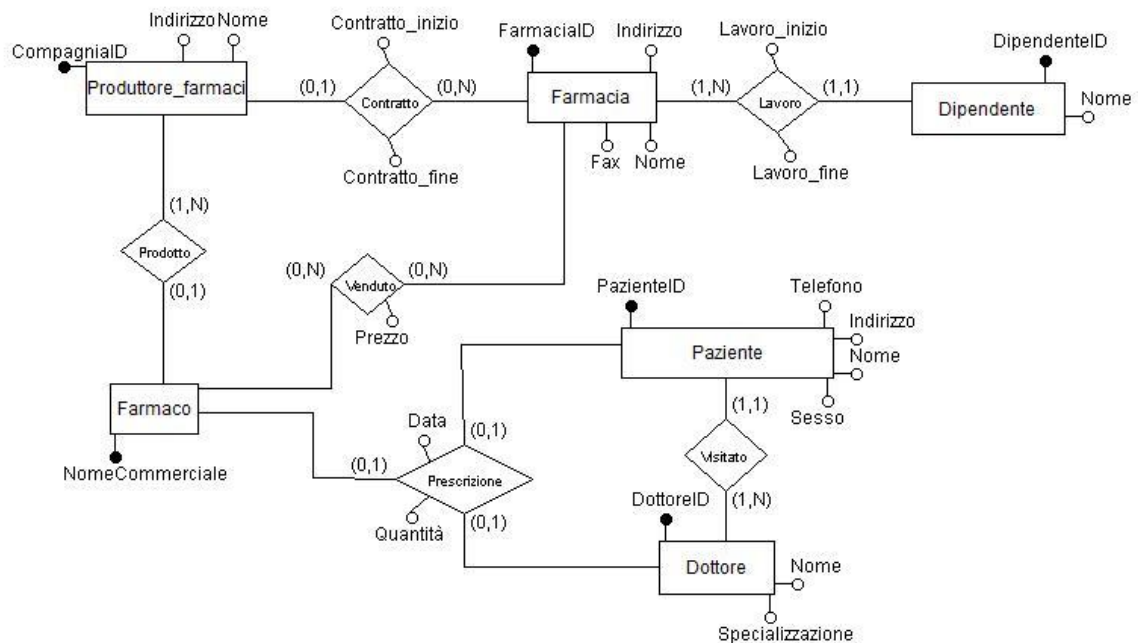 Contratto_inizio
Indirizzo Nome
FarmaciaID
Indirizzo
Lavoro_inizio
DipendenteID
CompagniaID
Produttore_farmaci
(0,1)
Contratto
(0,N)
Farmacia
(1,N)
Lavoro
(1,1)
Dipendente
Nome
Contratto_fine
Fax
Nome
Lavoro_fine
(1,N)
Prodotto
(0,1)
(0,N)
Venduto
(0,N)
Prezzo
PazienteID
Telefono
Indirizzo
Paziente
Nome
Sesso
Farmaco
NomeCommerciale
Data
(0,1)
(0,1)
Prescrizione
Quantità
(0,1)
(1,1)
Visitato
(1,N)
DottoreID
Dottore
Nome
Specializzazione